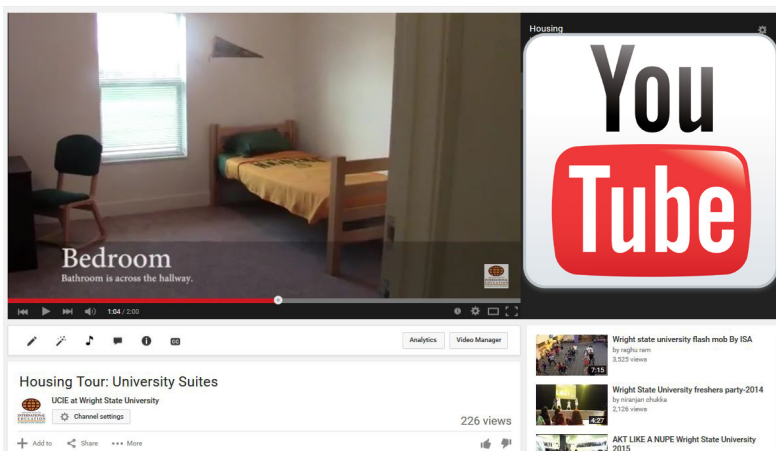 Housing
You
Tube
Bedroom
Bathroom is across the hallway.
1:04 / 2:00
CC
Analytics
Video Manager
Housing Tour: University Suites
UCIE at Wright State University
Channel settings
226 views
Add to
Share
More
Wright state university flash mob By ISA
by raghu ram
3,525 views
7:15
Wright State University freshers party-2014
by niranjan chukka
2,126 views
4:27
AKT LIKE A NUPE Wright State University
2015